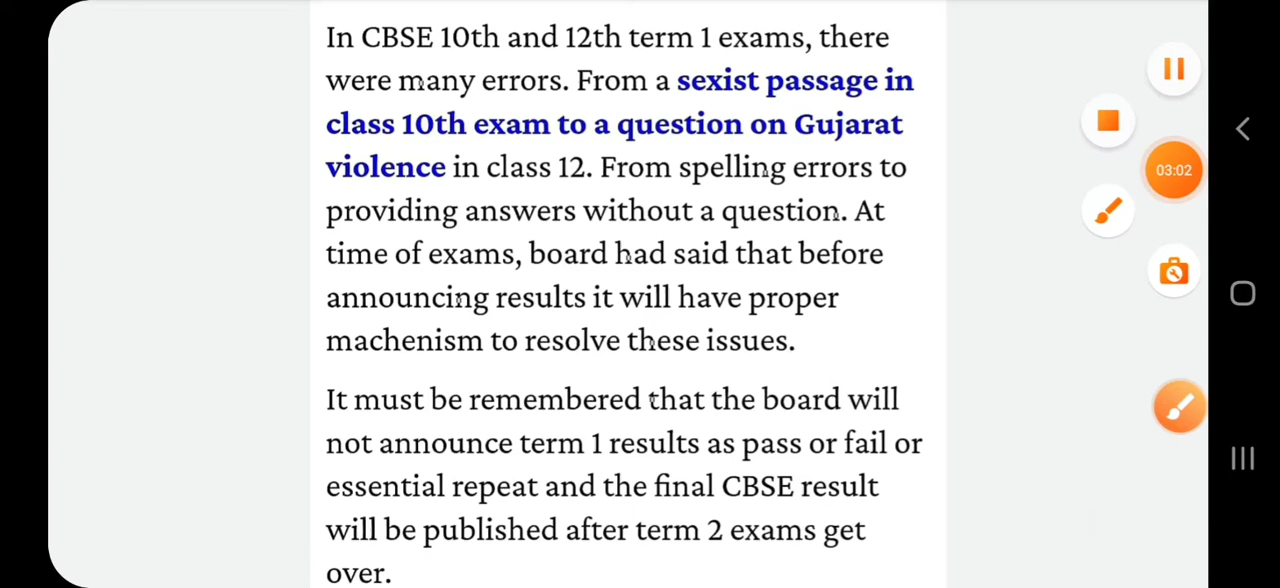 In CBSE 10th and 12th term 1 exams, there
were many errors. From a sexist passage in
class 10th exam to a question on Gujarat
violence in class 12. From spelling errors to
providing answers without a question. At
time of exams, board had said that before
announcing results it will have proper
machenism to resolve these issues.
It must be remembered that the board will
not announce term 1 results as pass or fail or
essential repeat and the final CBSE result
will be published after term 2 exams get
over.
03:02